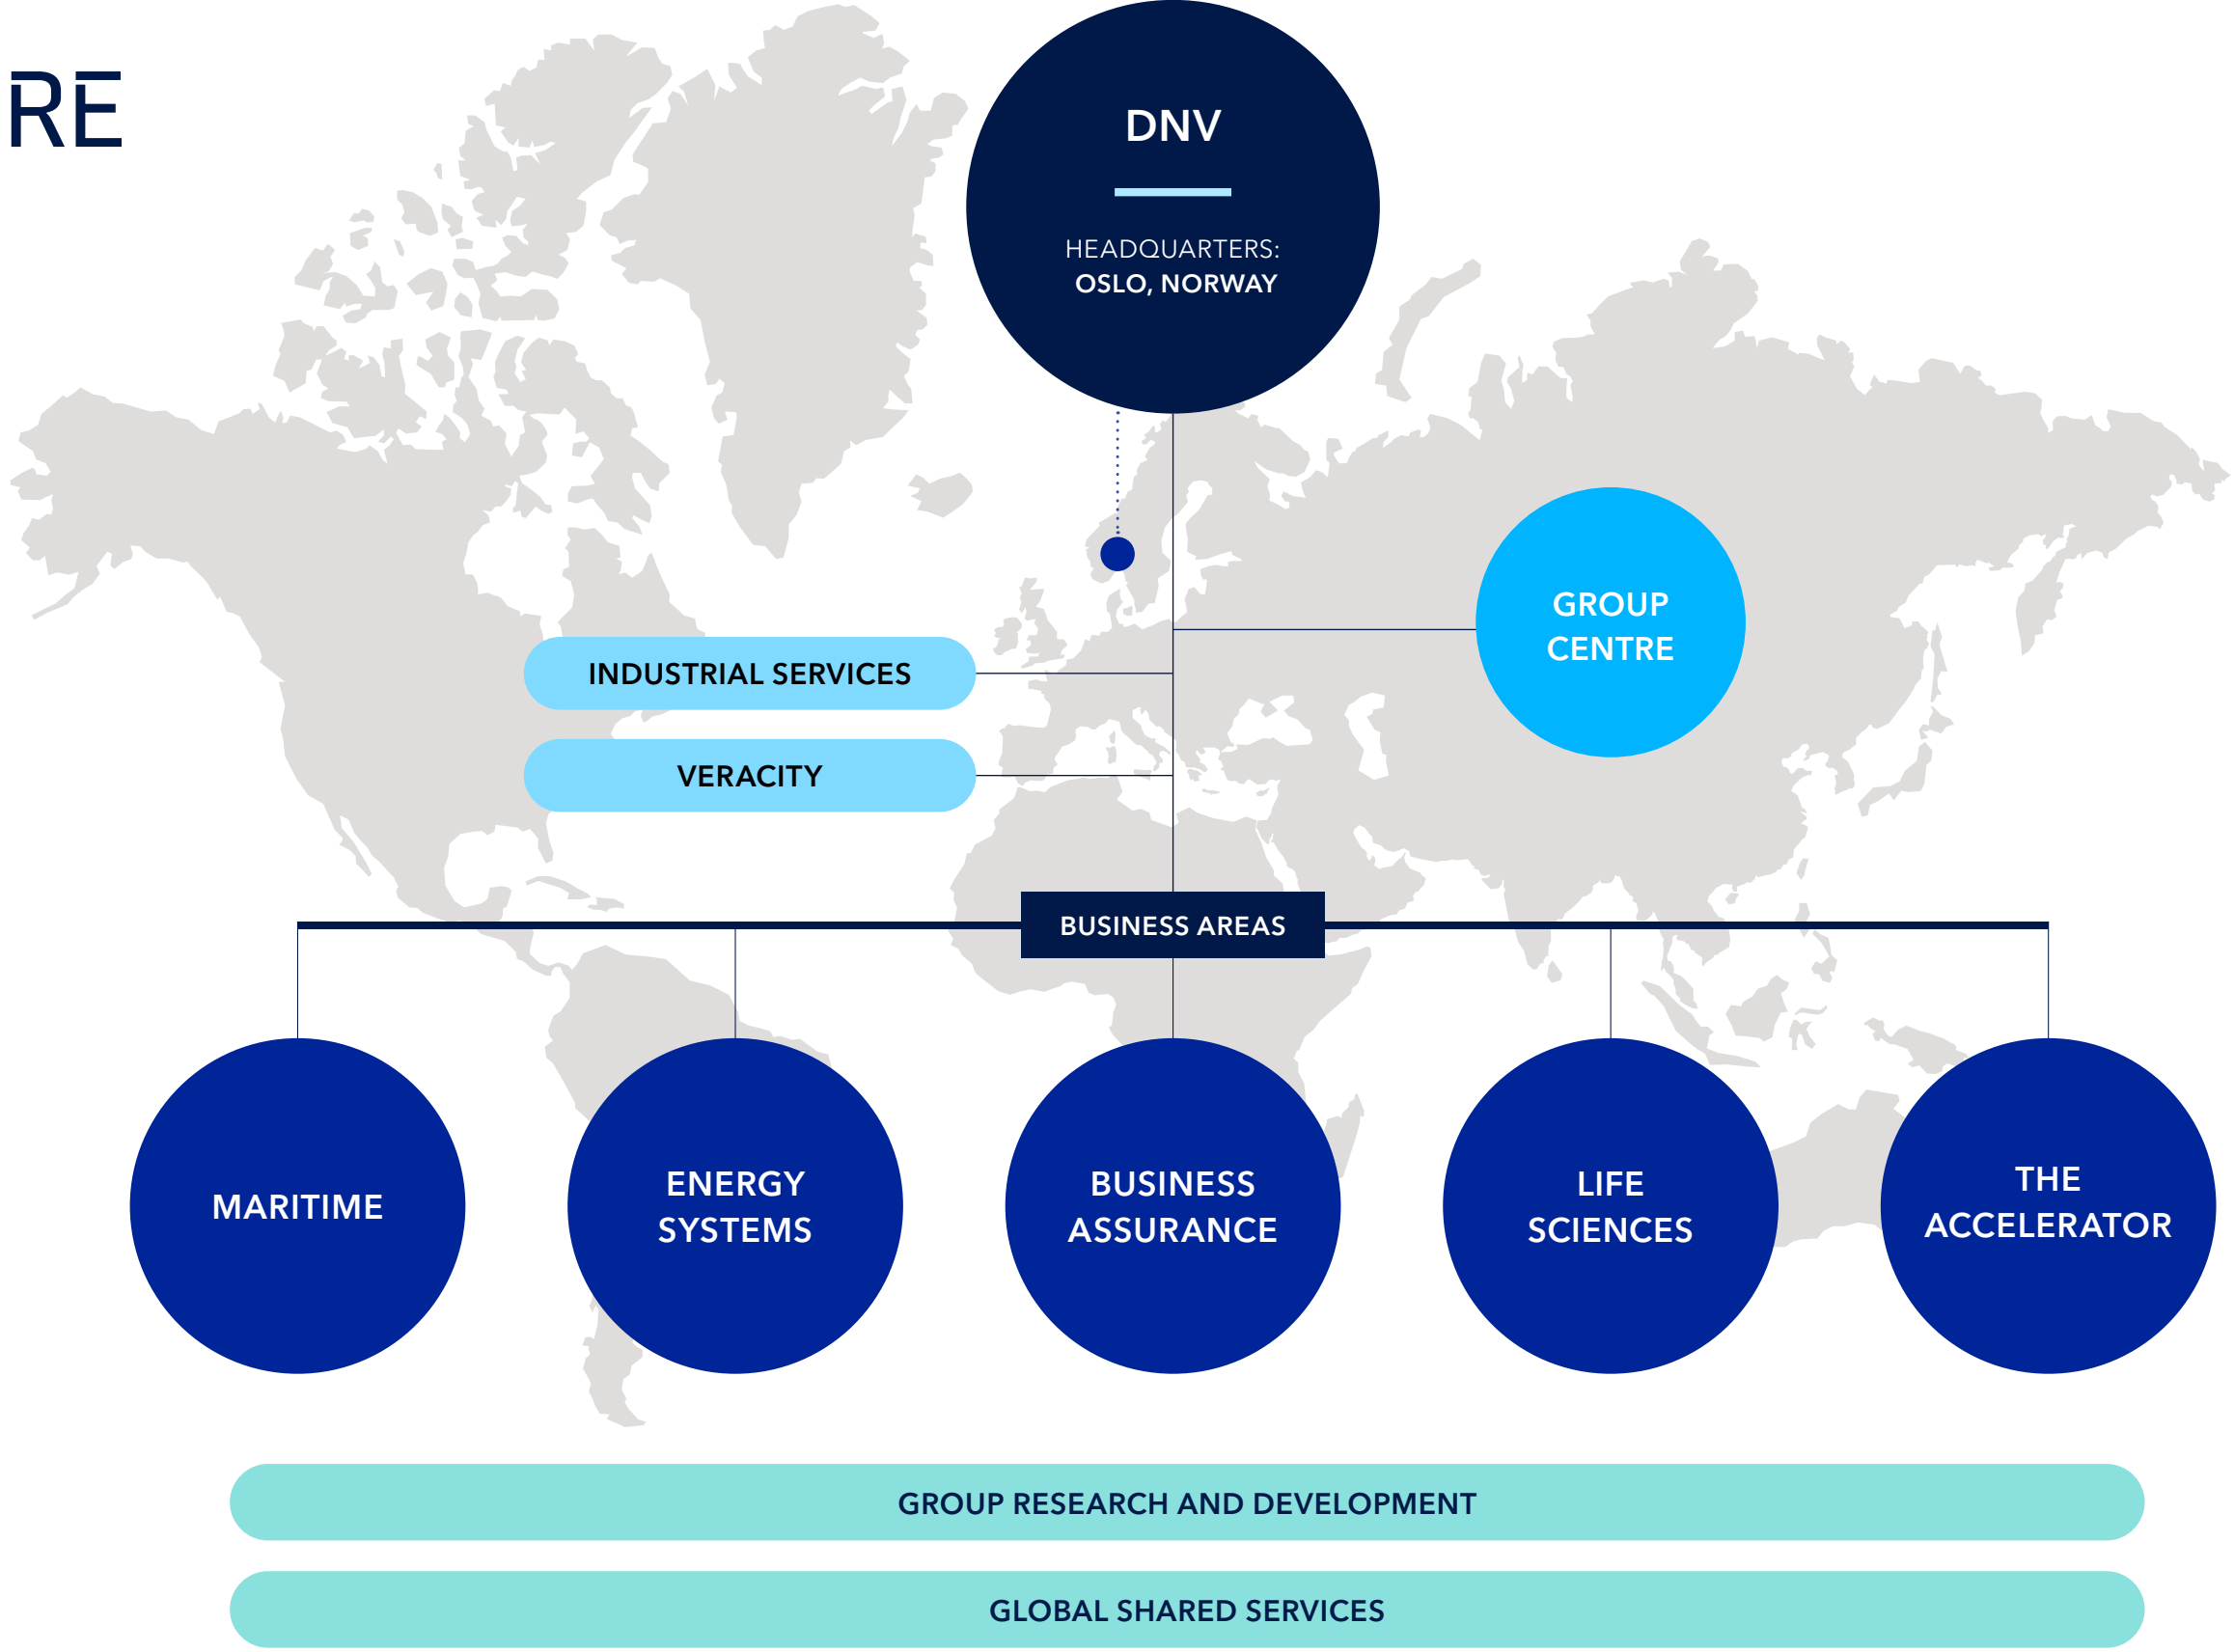 RE
DNV
HEADQUARTERS:
OSLO, NORWAY
GROUP
CENTRE
INDUSTRIAL SERVICES
VERACITY
BUSINESS AREAS
MARITIME
ENERGY
SYSTEMS
BUSINESS
ASSURANCE
LIFE
SCIENCES
THE
ACCELERATOR
GROUP RESEARCH AND DEVELOPMENT
GLOBAL SHARED SERVICES